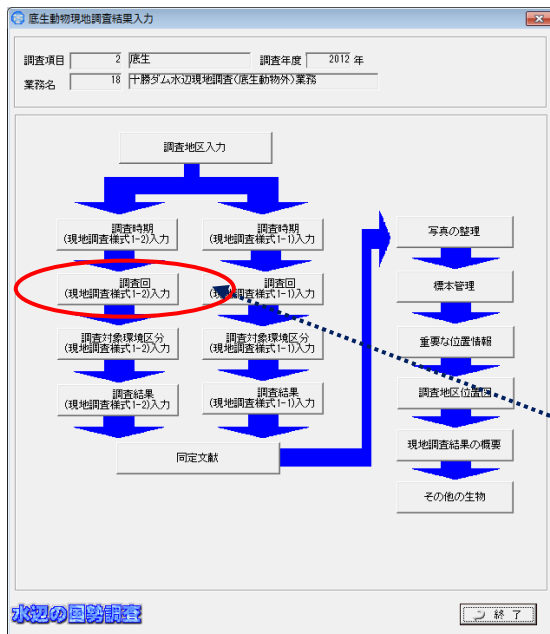 底生動物現地調査結果入力
調査項目 2 底生 調査年度 2012 年
業務名 18 十勝ダム水辺現地調査(底生動物外)業務
調査地区入力
調査時期
(現地調査様式1-2)入力
調査時期
(現地調査様式1-1)入力
調査回
(現地調査様式1-2)入力
調査回
(現地調査様式1-1)入力
調査対象環境区分
(現地調査様式1-2)入力
調査対象環境区分
(現地調査様式1-1)入力
調査結果
(現地調査様式1-2)入力
調査結果
(現地調査様式1-1)入力
同定文献
写真の整理
標本管理
重要な位置情報
調査地区位置図
現地調査結果の概要
その他の生物
水辺の国勢調査
終了